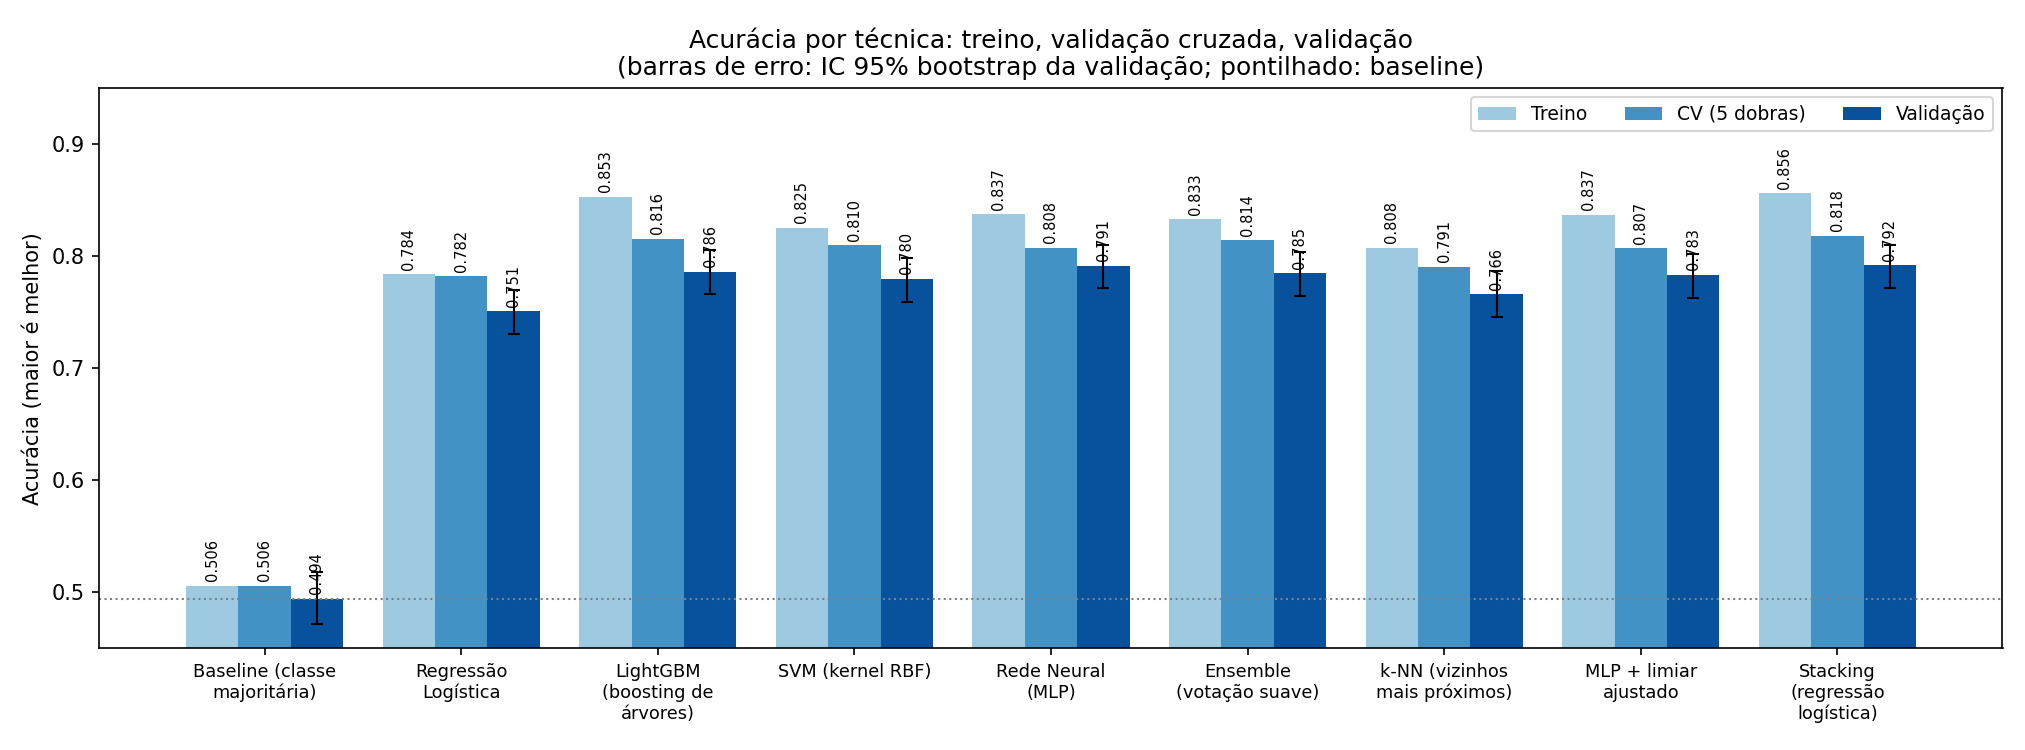 Acurácia por técnica: treino, validação cruzada, validação
(barras de erro: IC 95% bootstrap da validação; pontilhado: baseline)
Treino
CV (5 dobras)
Validação
Acurácia (maior é melhor)
0.9
0.8
0.7
0.6
0.5
0.506
0.506
0.494
0.784
0.782
0.751
0.853
0.816
0.786
0.825
0.810
0.780
0.837
0.808
0.791
0.833
0.814
0.785
0.808
0.791
0.766
0.837
0.807
0.783
0.856
0.818
0.792
Baseline (classe
majoritária)
Regressão
Logística
LightGBM
(boosting de
árvores)
SVM (kernel RBF)
Rede Neural
(MLP)
Ensemble
(votação suave)
k-NN (vizinhos
mais próximos)
MLP + limiar
ajustado
Stacking
(regressão
logística)